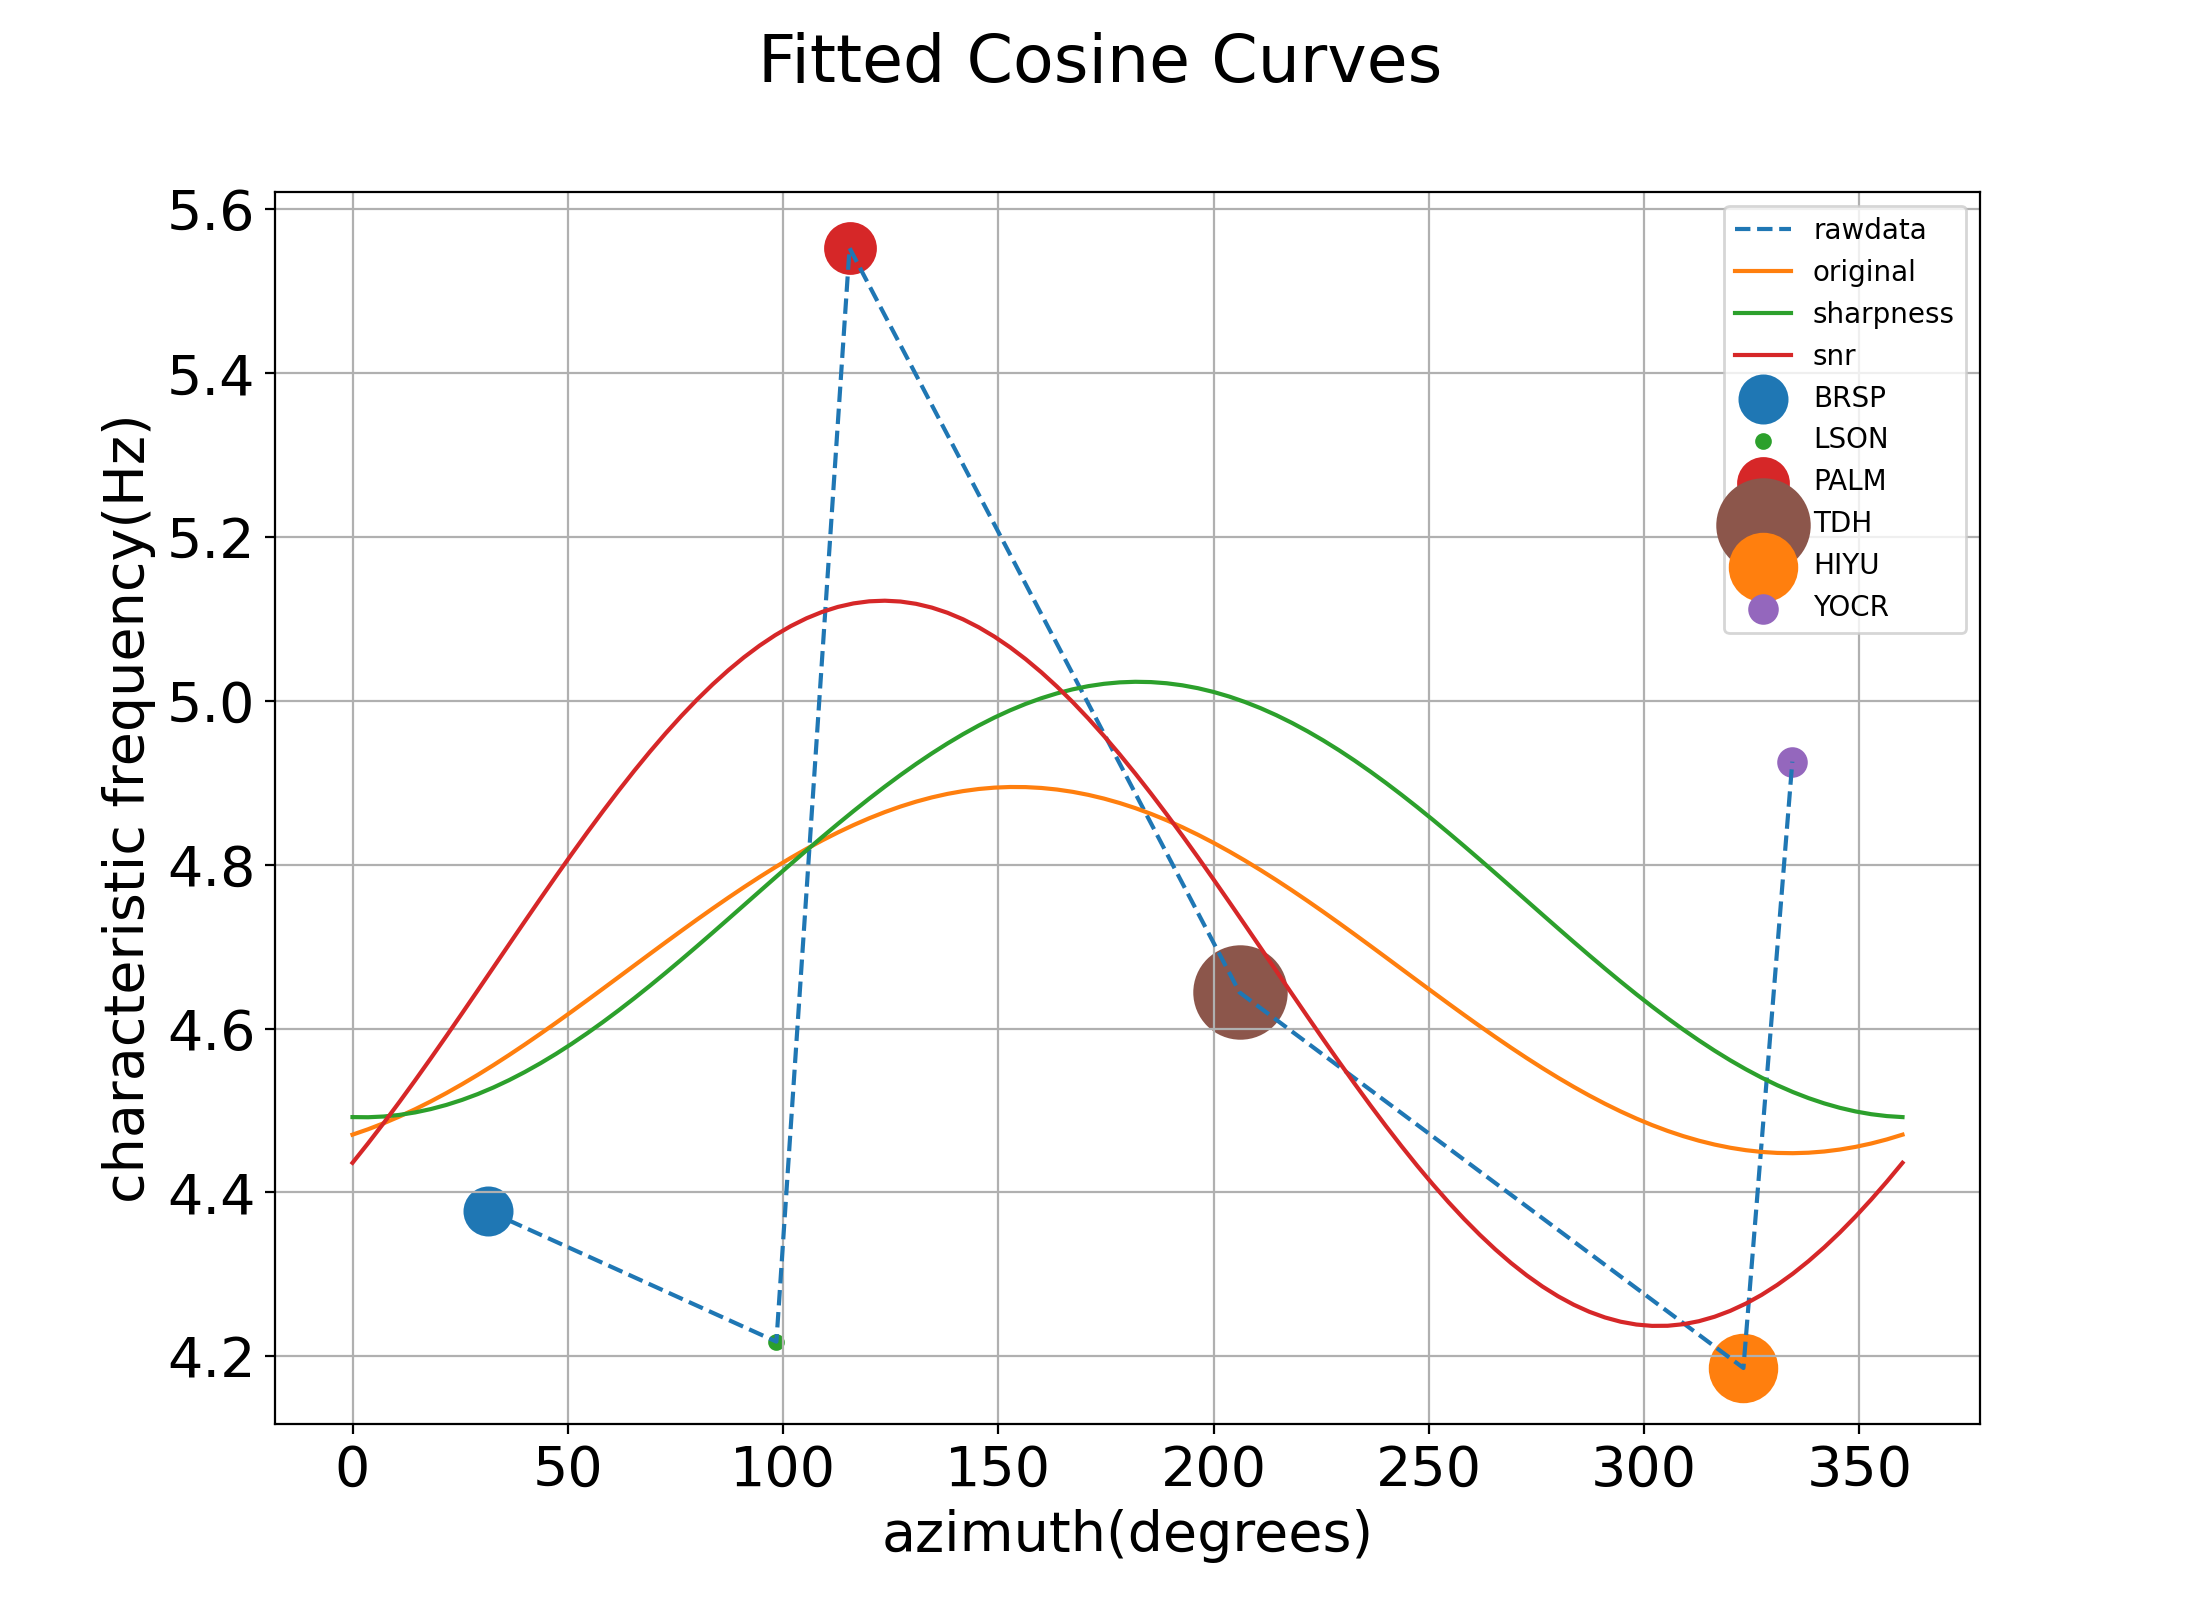 Fitted Cosine Curves
characteristic frequency(Hz)
5.6
5.4
5.2
5.0
4.8
4.6
4.4
4.2
rawdata
original
sharpness
snr
BRSP
LSON
PALM
TDH
HIYU
YOCR
0 50 100 150 200 250 300 350
azimuth(degrees)